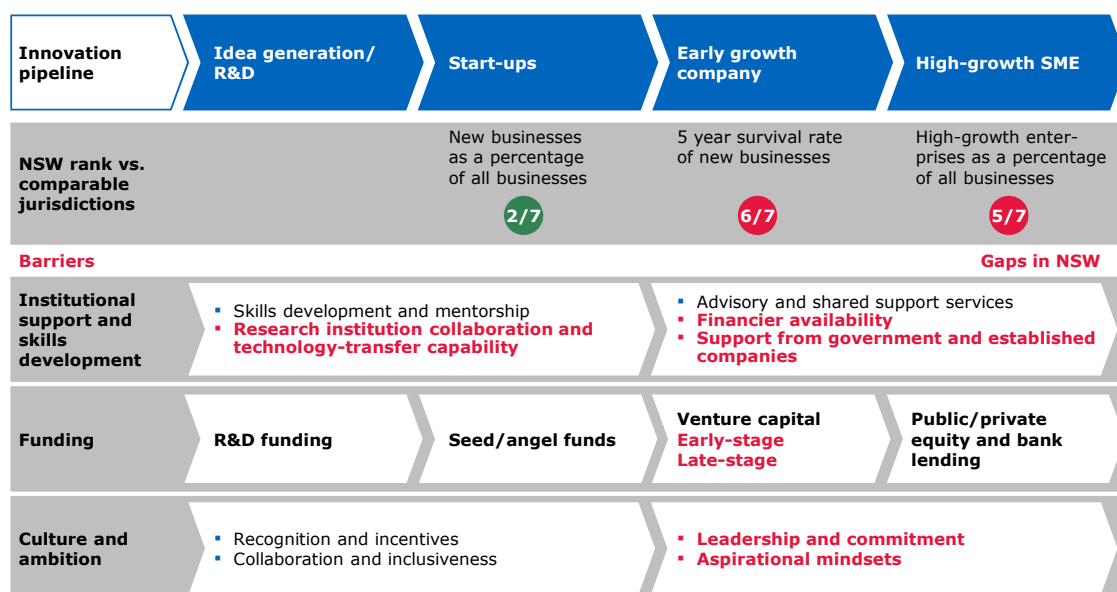 Innovation
pipeline
Idea generation/
R&D
Start-ups
Early growth
company
High-growth SME
NSW rank vs.
comparable
jurisdictions
New businesses
as a percentage
of all businesses
2/7
5 year survival rate
of new businesses
6/7
High-growth enter-
prises as a percentage
of all businesses
5/7
Barriers
Gaps in NSW
Institutional
support and
skills
development
▪ Skills development and mentorship
▪ Research institution collaboration and
technology-transfer capability
▪ Advisory and shared support services
▪ Financier availability
▪ Support from government and established
companies
Funding
R&D funding
Seed/angel funds
Venture capital
Early-stage
Late-stage
Public/private
equity and bank
lending
Culture and
ambition
▪ Recognition and incentives
▪ Collaboration and inclusiveness
▪ Leadership and commitment
▪ Aspirational mindsets